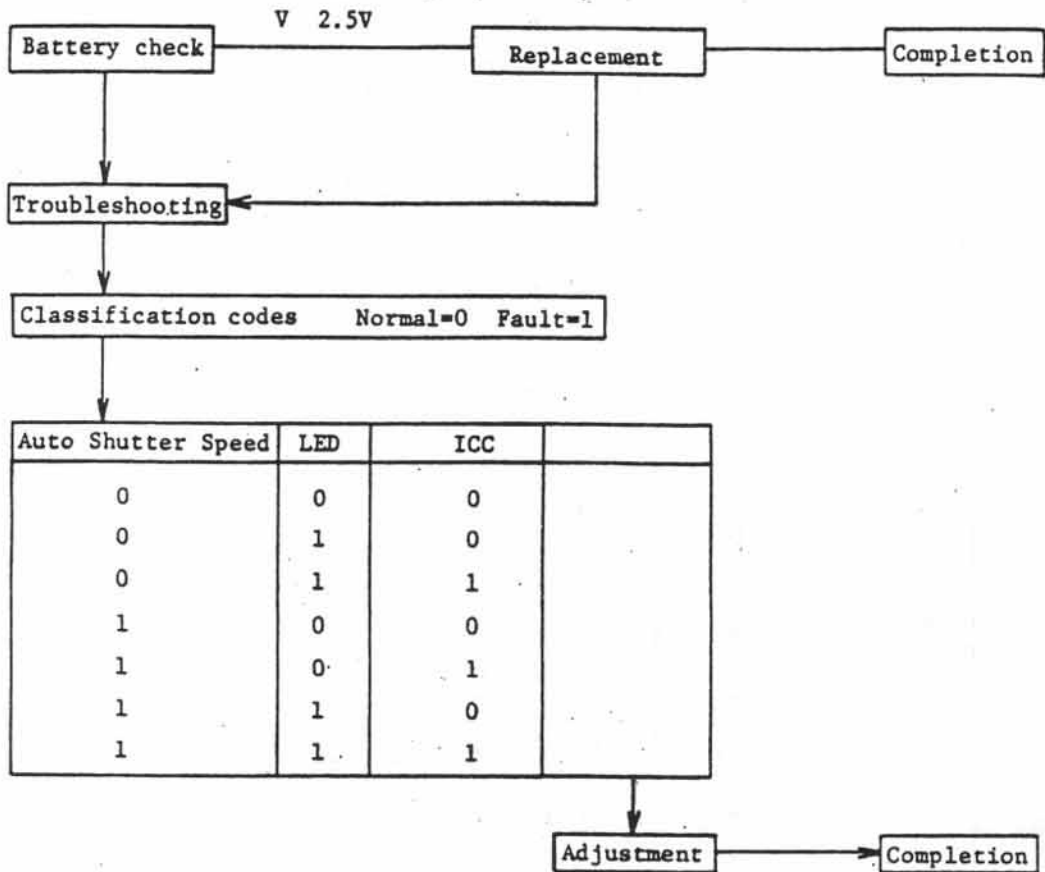 V 2.5V
Battery check
Replacement
Completion
Troubleshooting
Classification codes Normal=0 Fault=1
Auto Shutter Speed LED ICC
0 0 0
0 1 0
0 1 1
1 0 0
1 0 1
1 1 0
1 1 1
Adjustment
Completion